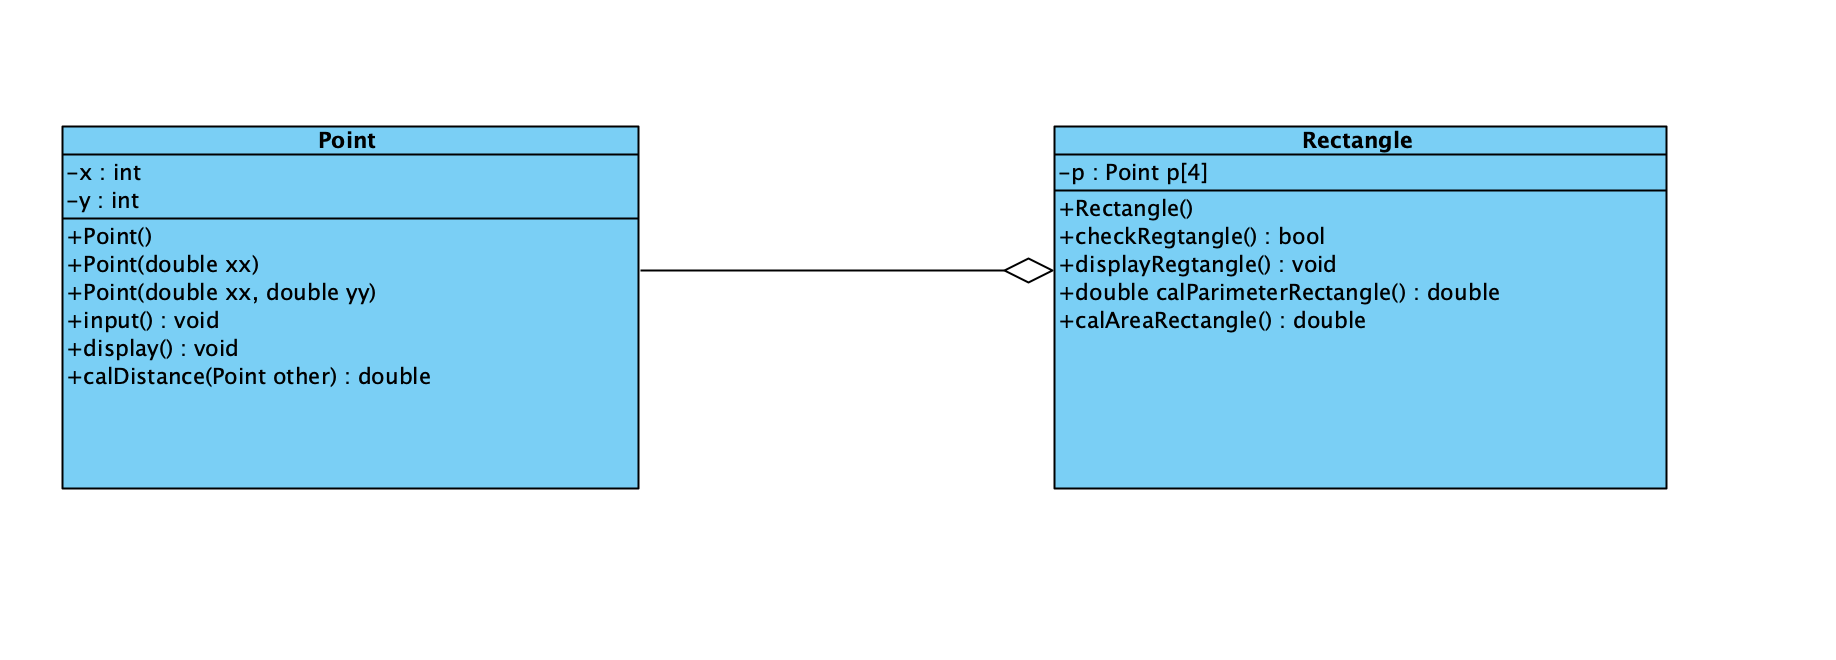 Point
-x : int
-y : int
+Point()
+Point(double xx)
+Point(double xx, double yy)
+input() : void
+display() : void
+calDistance(Point other) : double
Rectangle
-p : Point p[4]
+Rectangle()
+checkRegtangle() : bool
+displayRegtangle() : void
+double calParimeterRectangle() : double
+calAreaRectangle() : double